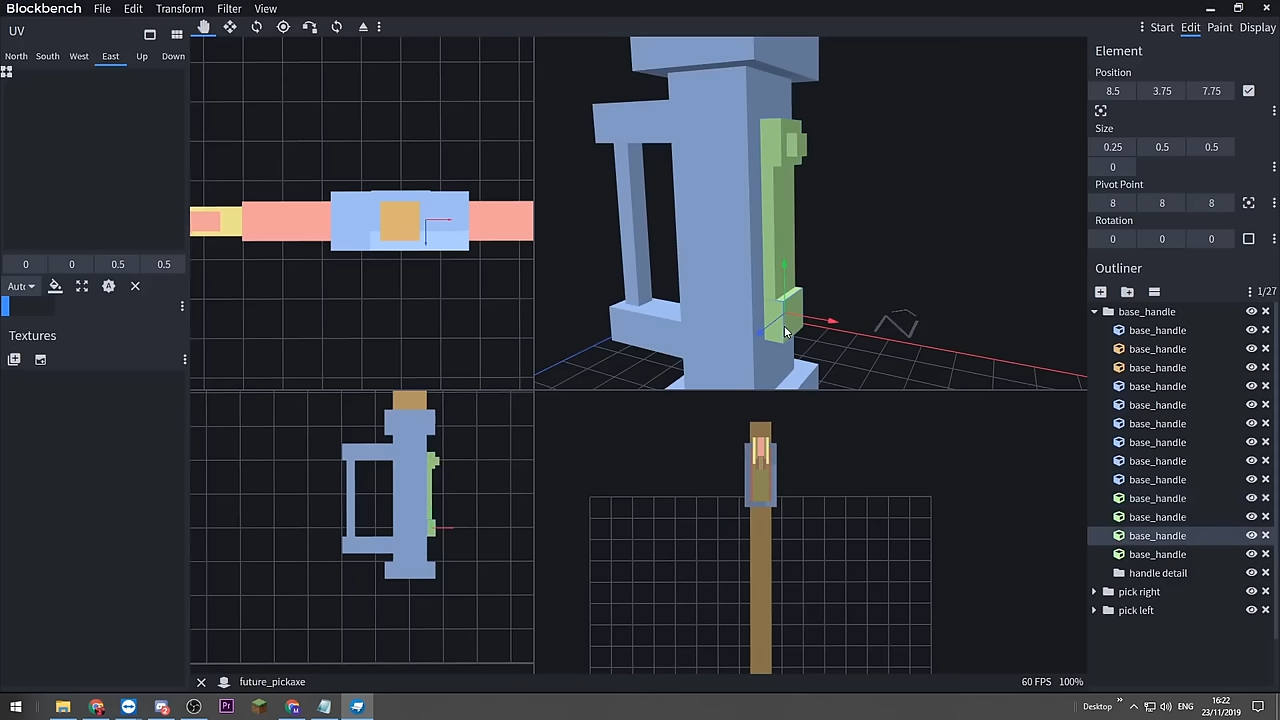 Blockbench File Edit Transform Filter View
UV
North South West East Up Down
0 0 0.5 0.5
Aut
Textures
Start Edit Paint Display
Element
Position
8.5 3.75 7.75
Size
0.25 0.5 0.5
0
Pivot Point
8 8 8
Rotation
0 0 0
Outliner
1/27
base_handle
base_handle
base_handle
base_handle
base_handle
base_handle
base_handle
base_handle
base_handle
base_handle
base_handle
base_handle
base_handle
base_handle
handle detail
pick right
pick left
future_pickaxe
60 FPS 100%
Desktop » ENG
16:22
23/11/2019